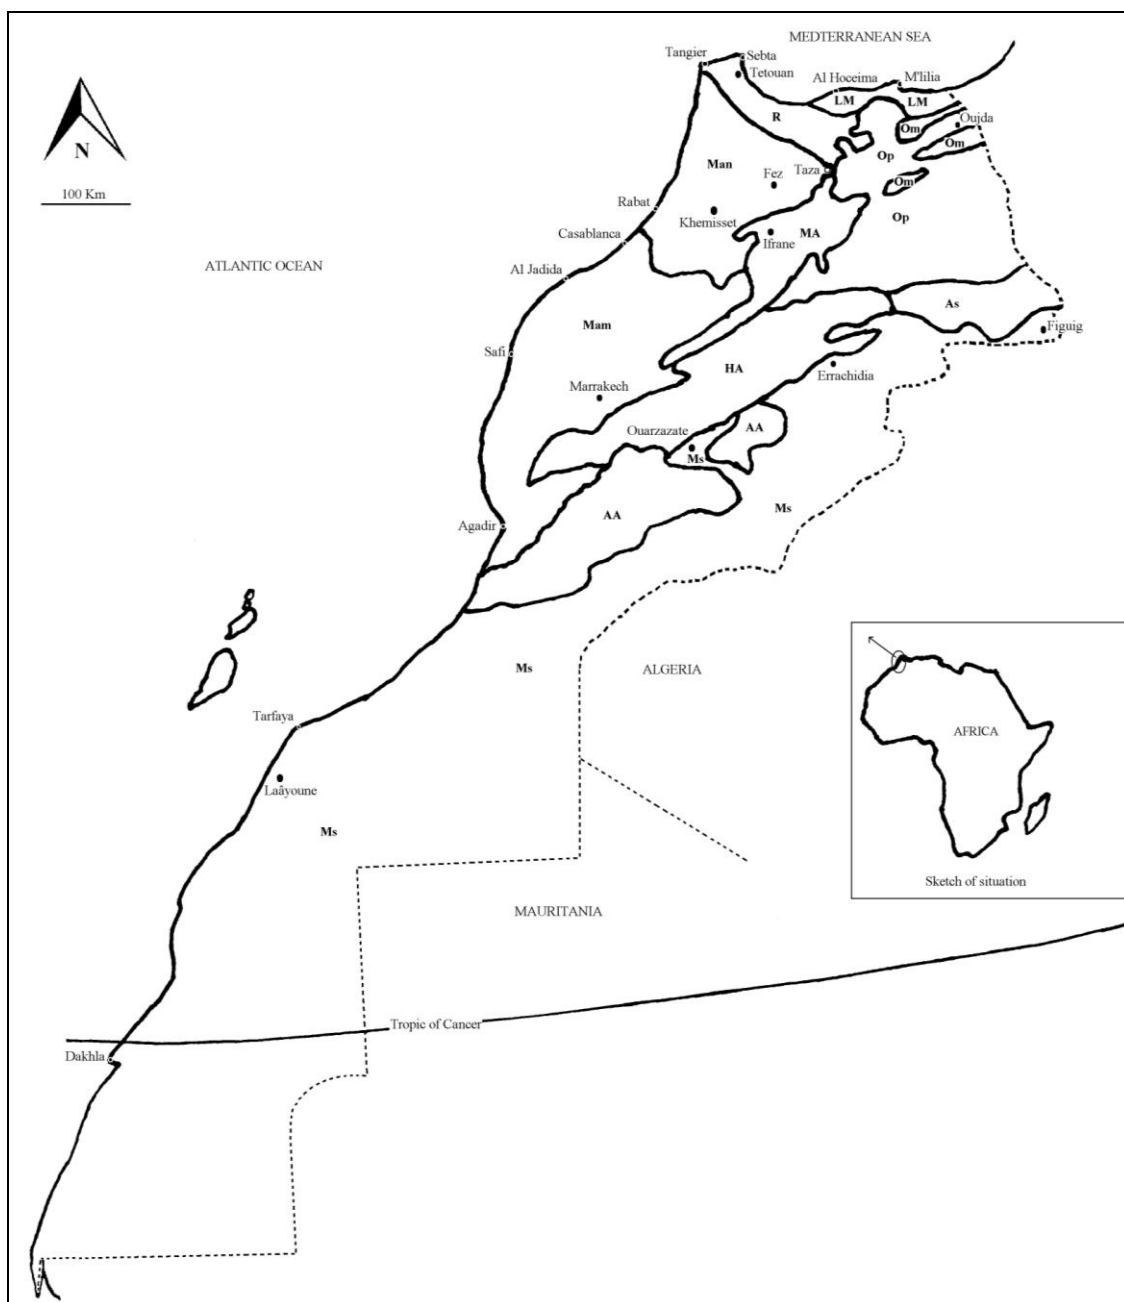 MEDTERRANEAN SEA
Tangier
Sebta
Tetouan
Al Hoceima
M'lilia
LM
LM
R
Om
Oujda
Om
N
Man
Op
Taza
Fez
Om
100 Km
Rabat
Khemisset
Op
Casablanca
Ifrane
MA
ATLANTIC OCEAN
Al Jadida
As
Mam
Figuig
Safi
HA
Errachidia
Marrakech
Ouarzazate
AA
Ms
Ms
AA
Agadir
Ms
ALGERIA
Tarfaya
AFRICA
Laâyoune
Ms
Sketch of situation
MAURITANIA
Tropic of Cancer
Dakhla